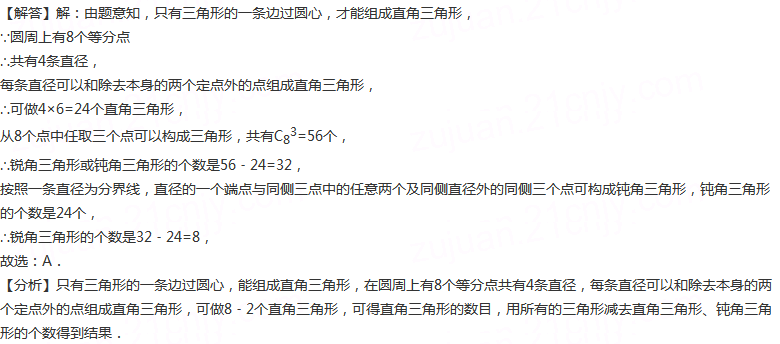 【解答】解：由题意知，只有三角形的一条边过圆心，才能组成直角三角形，
∵圆周上有8个等分点
∴共有4条直径，
每条直径可以和除去本身的两个定点外的点组成直角三角形，
∴可做4×6=24个直角三角形，
从8个点中任取三个点可以构成三角形，共有C₈³=56个，
∴锐角三角形或钝角三角形的个数是56﹣24=32，
按照一条直径为分界线，直径的一个端点与同侧三点中的任意两个及同侧直径外的同侧三个点可构成钝角三角形，钝角三角形
的个数是24个，
∴锐角三角形的个数是32﹣24=8，
故选：A．
【分析】只有三角形的一条边过圆心，能组成直角三角形，在圆周上有8个等分点共有4条直径，每条直径可以和除去本身的两
个定点外的点组成直角三角形，可做8﹣2个直角三角形，可得直角三角形的数目，用所有的三角形减去直角三角形、钝角三角
形的个数得到结果．